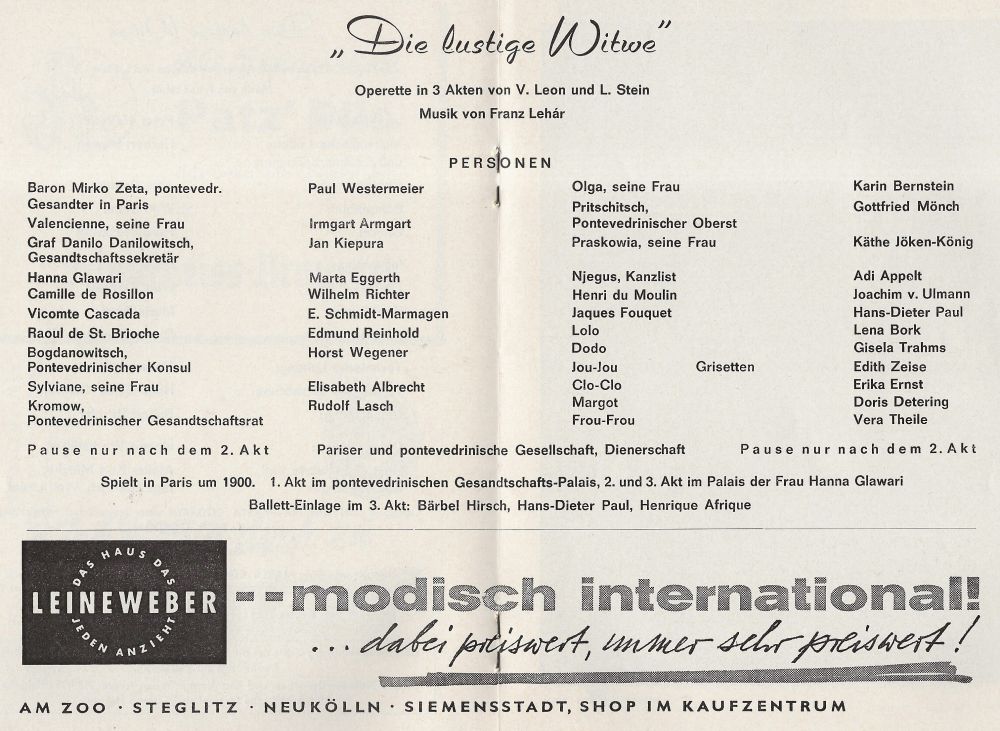 „Die lustige Witwe”
Operette in 3 Akten von V. Leon und L. Stein
Musik von Franz Lehár
PERSONEN
Baron Mirko Zeta, pontevedr. Paul Westermeier
Gesandter in Paris
Valencienne, seine Frau Irmgart Armgart
Graf Danilo Danilowitsch, Jan Kiepura
Gesandtschaftssekretär
Hanna Glawari Marta Eggerth
Camille de Rosillon Wilhelm Richter
Vicomte Cascada E. Schmidt-Marmagen
Raoul de St. Brioche Edmund Reinhold
Bogdanowitsch, Horst Wegener
Pontevedrinischer Konsul
Sylviane, seine Frau Elisabeth Albrecht
Kromow, Rudolf Lasch
Pontevedrinischer Gesandtschaftsrat
Olga, seine Frau Karin Bernstein
Pritschitsch, Gottfried Mönch
Pontevedrinischer Oberst
Praskowia, seine Frau Käthe Jöken-König
Njegus, Kanzlist Adi Appelt
Henri du Moulin Joachim v. Ulmann
Jaques Fouquet Hans-Dieter Paul
Lolo Lena Bork
Dodo Gisela Trahms
Jou-Jou Grisetten Edith Zeise
Clo-Clo Erika Ernst
Margot Doris Detering
Frou-Frou Vera Theile
Pause nur nach dem 2. Akt Pariser und pontevedrinische Gesellschaft, Dienerschaft Pause nur nach dem 2. Akt
Spielt in Paris um 1900. 1. Akt im pontevedrinischen Gesandtschafts-Palais, 2. und 3. Akt im Palais der Frau Hanna Glawari
Ballett-Einlage im 3. Akt: Bärbel Hirsch, Hans-Dieter Paul, Henrique Afrique
DAS HAUS DAS
LEINEWEBER
JEDEN ANZIEHT
--modisch international!
... dabei preiswert, immer sehr preiswert!
AM ZOO · STEGLITZ · NEUKÖLLN · SIEMENSSTADT, SHOP IM KAUFZENTRUM